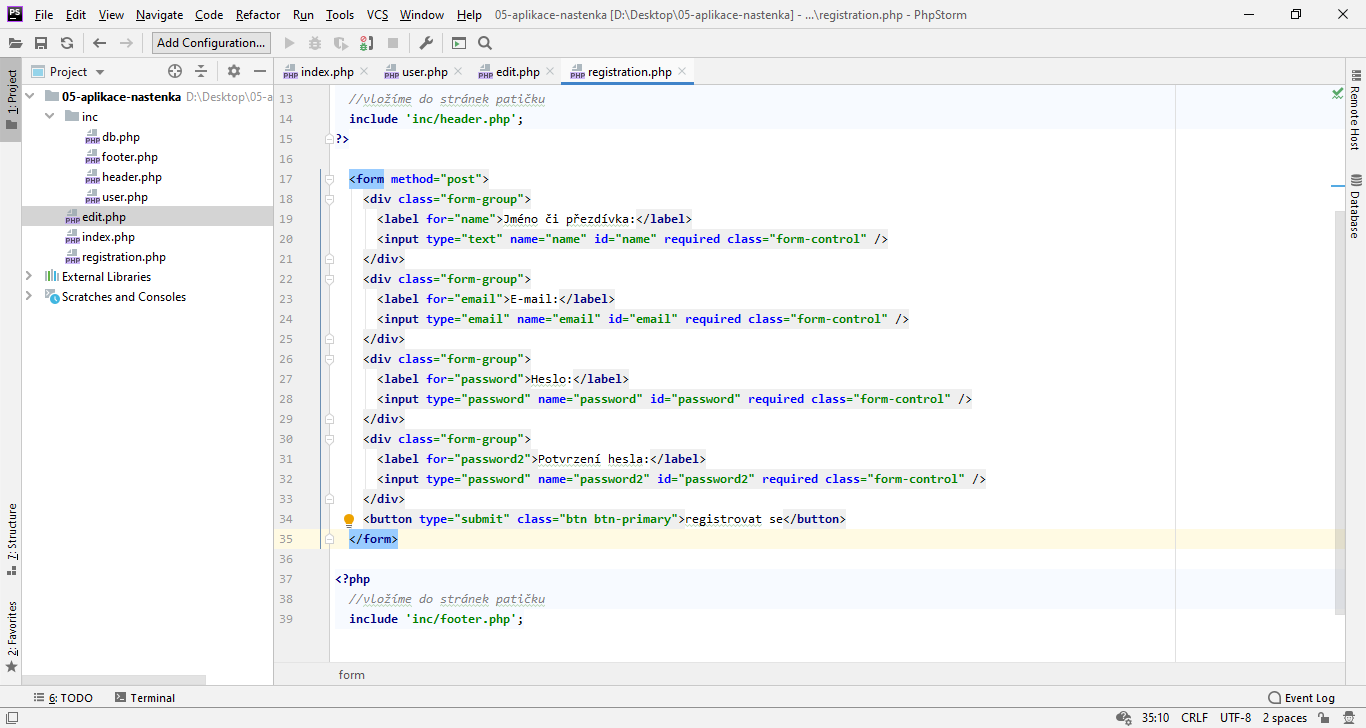 PS File Edit View Navigate Code Refactor Run Tools VCS Window Help 05-aplikace-nastenka [D:\Desktop\05-aplikace-nastenka] - ...\registration.php - PhpStorm
Add Configuration...
1: Project
Project
index.php
user.php
edit.php
registration.php
05-aplikace-nastenka D:\Desktop\05-a
inc
db.php
footer.php
header.php
user.php
edit.php
index.php
registration.php
External Libraries
Scratches and Consoles
13 //vložíme do stránek patičku
14 include 'inc/header.php';
15 ?>
16
17 <form method="post">
18 <div class="form-group">
19 <label for="name">Jméno či přezdívka:</label>
20 <input type="text" name="name" id="name" required class="form-control" />
21 </div>
22 <div class="form-group">
23 <label for="email">E-mail:</label>
24 <input type="email" name="email" id="email" required class="form-control" />
25 </div>
26 <div class="form-group">
27 <label for="password">Heslo:</label>
28 <input type="password" name="password" id="password" required class="form-control" />
29 </div>
30 <div class="form-group">
31 <label for="password2">Potvrzení hesla:</label>
32 <input type="password" name="password2" id="password2" required class="form-control" />
33 </div>
34 <button type="submit" class="btn btn-primary">registrovat se</button>
35 </form>
36
37 <?php
38 //vložíme do stránek patičku
39 include 'inc/footer.php';
form
Remote Host
Database
7: Structure
2: Favorites
6: TODO
Terminal
Event Log
35:10 CRLF UTF-8 2 spaces